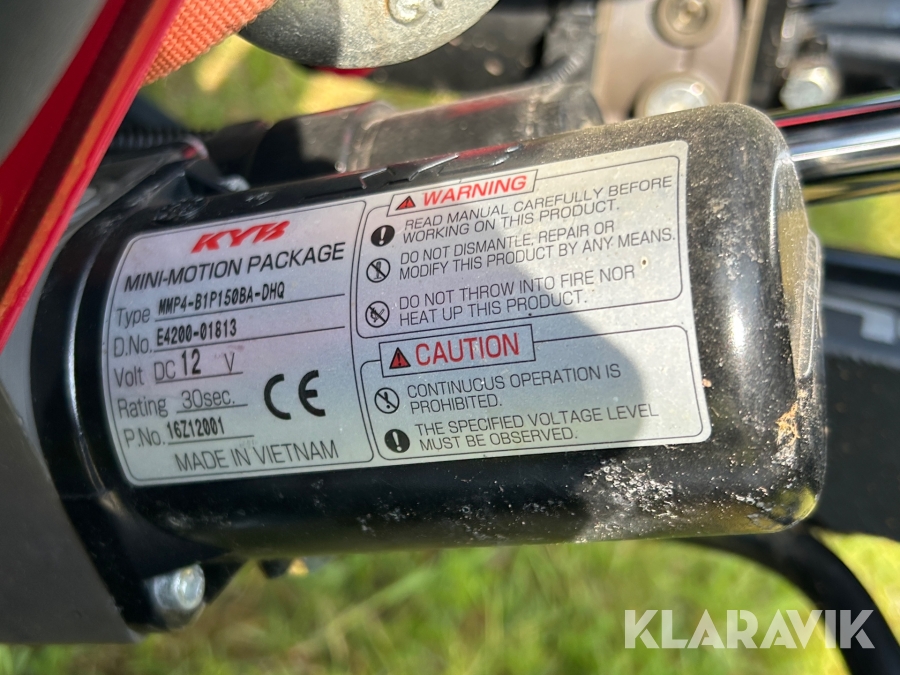 G
KYB
MINI-MOTION PACKAGE
Type MMP4-B1P150BA-DHQ
D.No. E4200-01813
Volt DC 12 V
Rating 30sec.
P.No. 16Z12001
CE
MADE IN VIETNAM
WARNING
READ MANUAL CAREFULLY BEFORE
WORKING ON THIS PRODUCT.
DO NOT DISMANTLE, REPAIR OR
MODIFY THIS PRODUCT BY ANY MEANS.
DO NOT THROW INTO FIRE NOR
HEAT UP THIS PRODUCT.
CAUTION
CONTINUCUS OPERATION IS
PROHIBITED.
THE SPECIFIED VOLTAGE LEVEL
MUST BE OBSERVED.
KLARAVIK